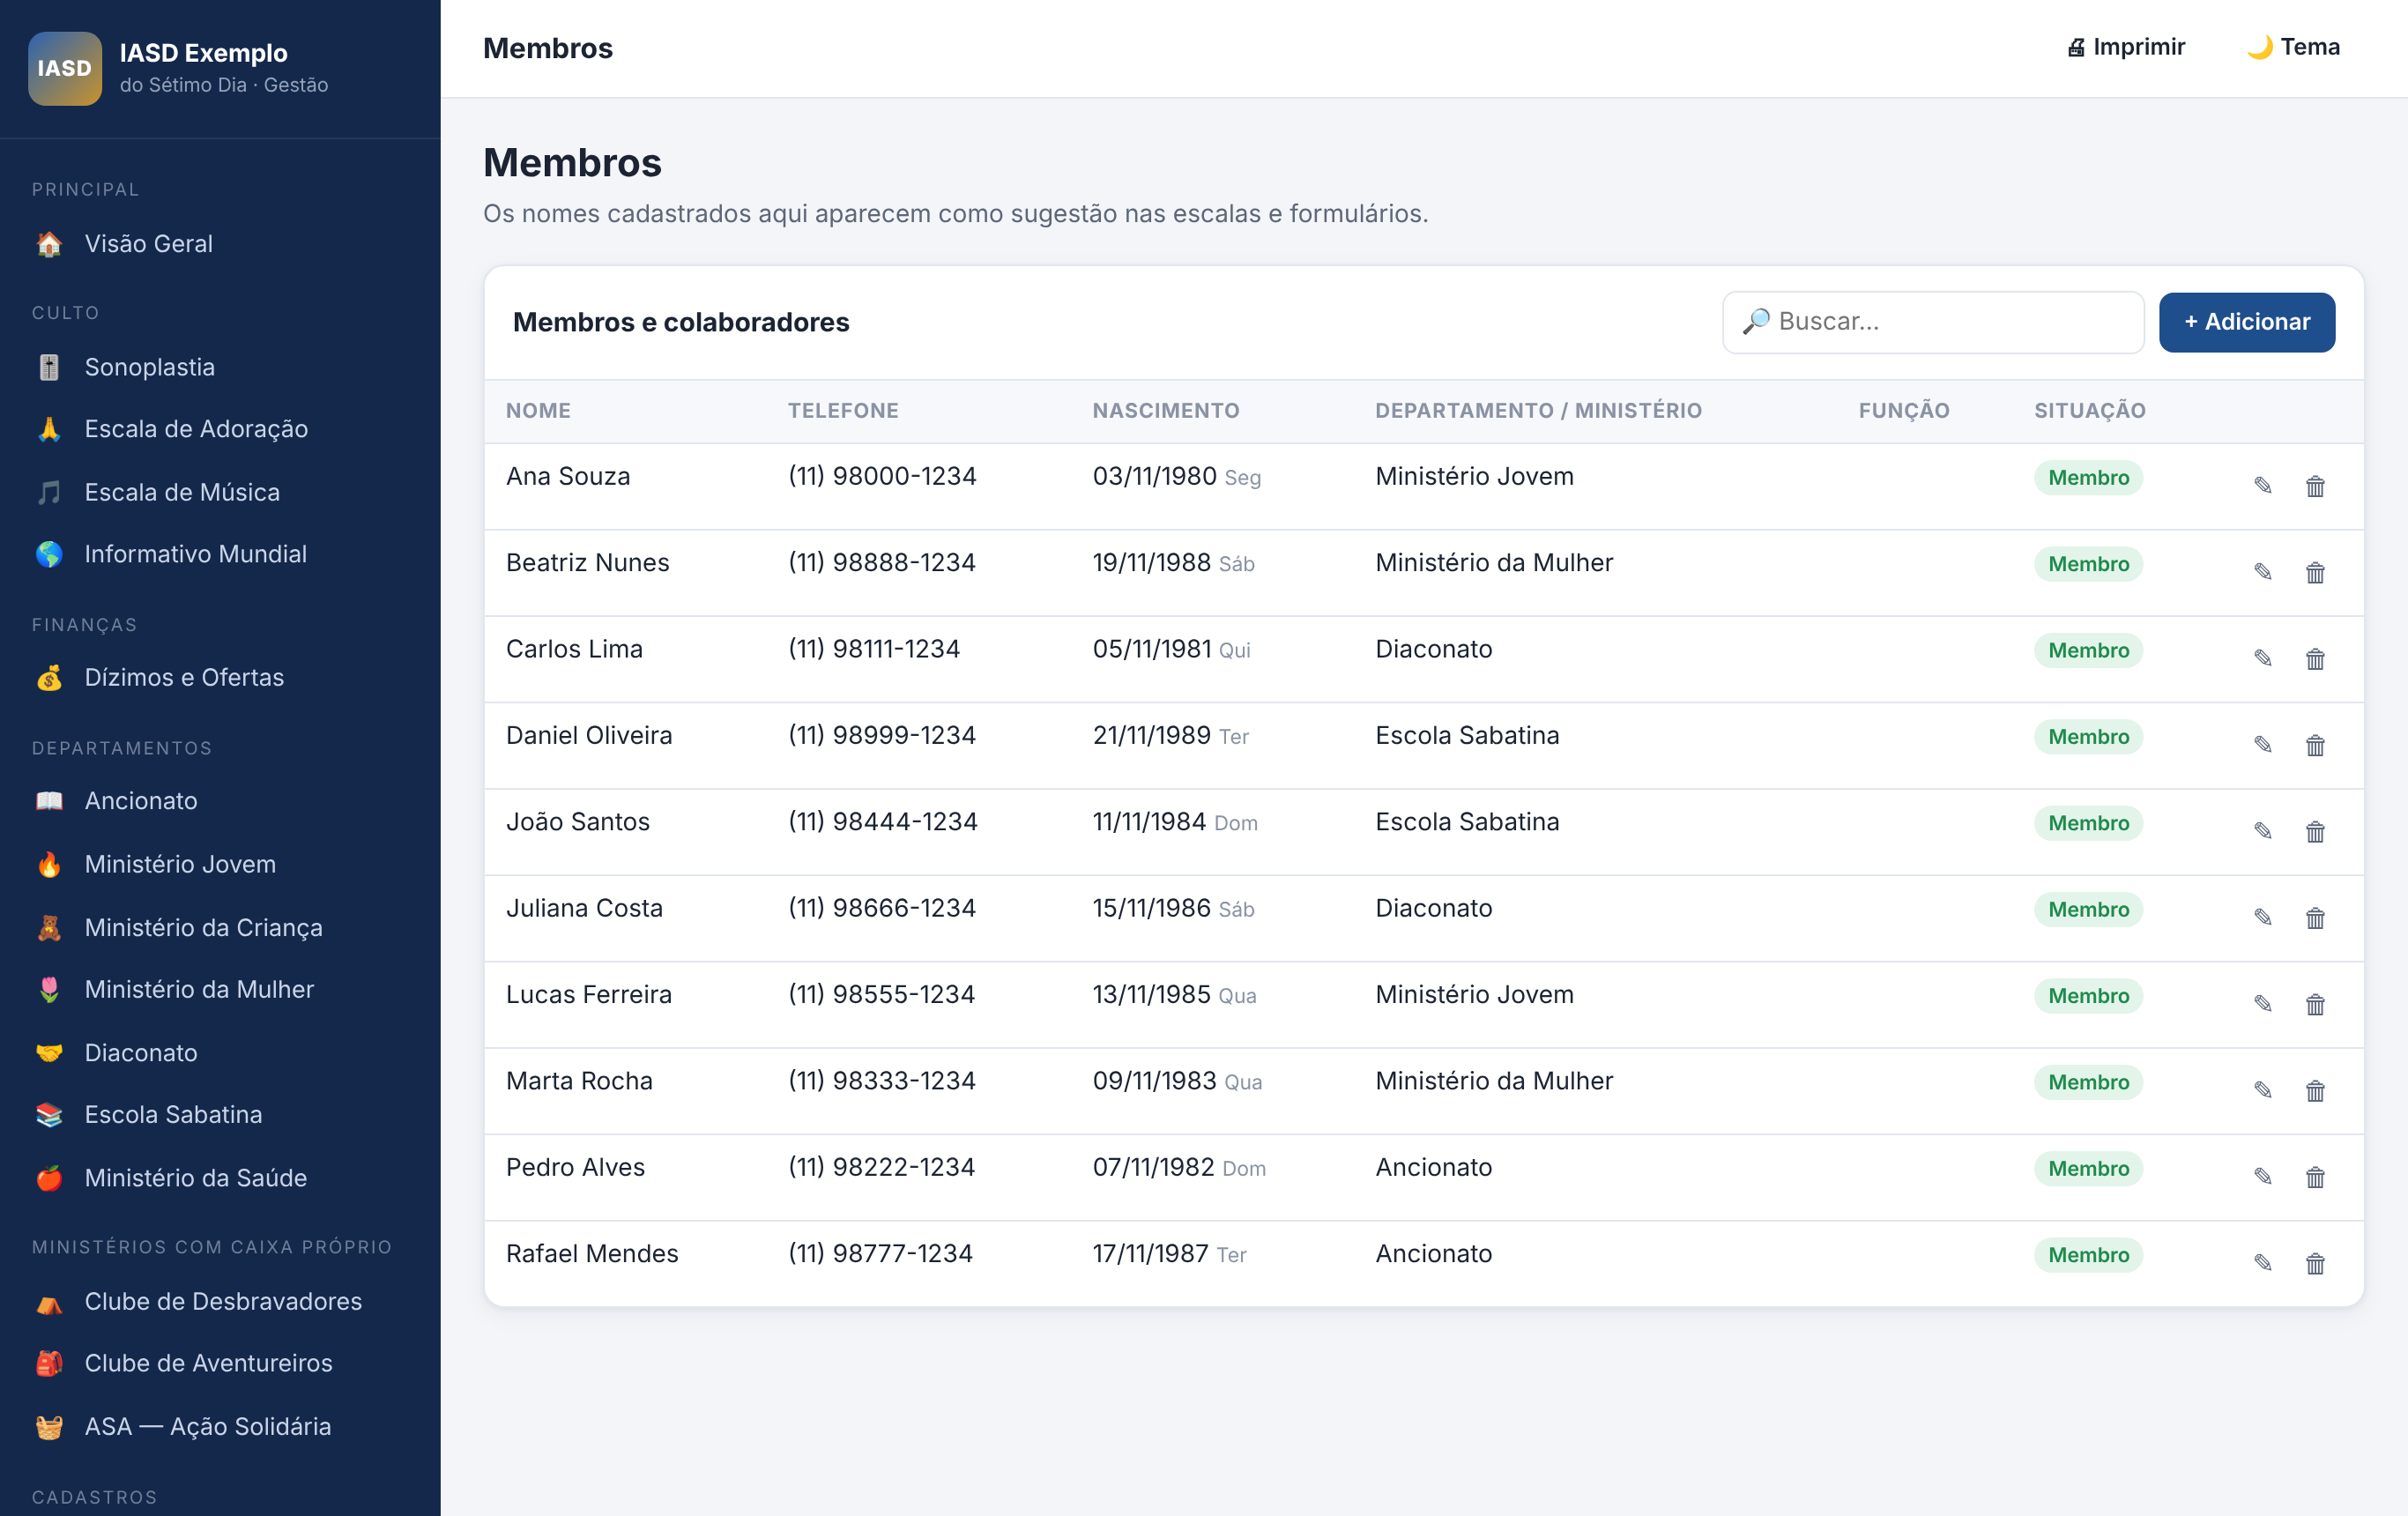 IASD
IASD Exemplo
do Sétimo Dia · Gestão
PRINCIPAL
Visão Geral
CULTO
Sonoplastia
Escala de Adoração
Escala de Música
Informativo Mundial
FINANÇAS
Dízimos e Ofertas
DEPARTAMENTOS
Ancionato
Ministério Jovem
Ministério da Criança
Ministério da Mulher
Diaconato
Escola Sabatina
Ministério da Saúde
MINISTÉRIOS COM CAIXA PRÓPRIO
Clube de Desbravadores
Clube de Aventureiros
ASA — Ação Solidária
CADASTROS
Membros
Imprimir
Tema
Membros
Os nomes cadastrados aqui aparecem como sugestão nas escalas e formulários.
Membros e colaboradores
Buscar...
+ Adicionar
NOME TELEFONE NASCIMENTO DEPARTAMENTO / MINISTÉRIO FUNÇÃO SITUAÇÃO
Ana Souza (11) 98000-1234 03/11/1980 Seg Ministério Jovem Membro
Beatriz Nunes (11) 98888-1234 19/11/1988 Sáb Ministério da Mulher Membro
Carlos Lima (11) 98111-1234 05/11/1981 Qui Diaconato Membro
Daniel Oliveira (11) 98999-1234 21/11/1989 Ter Escola Sabatina Membro
João Santos (11) 98444-1234 11/11/1984 Dom Escola Sabatina Membro
Juliana Costa (11) 98666-1234 15/11/1986 Sáb Diaconato Membro
Lucas Ferreira (11) 98555-1234 13/11/1985 Qua Ministério Jovem Membro
Marta Rocha (11) 98333-1234 09/11/1983 Qua Ministério da Mulher Membro
Pedro Alves (11) 98222-1234 07/11/1982 Dom Ancionato Membro
Rafael Mendes (11) 98777-1234 17/11/1987 Ter Ancionato Membro